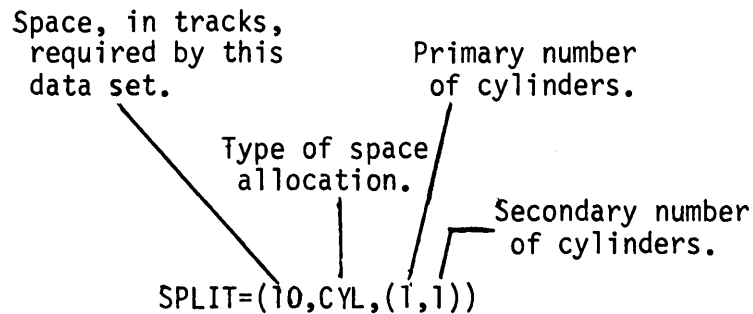 Space, in tracks,
required by this
data set.
Primary number
of cylinders.
Type of space
allocation.
Secondary number
of cylinders.
SPLIT=(10,CYL,(1,1))